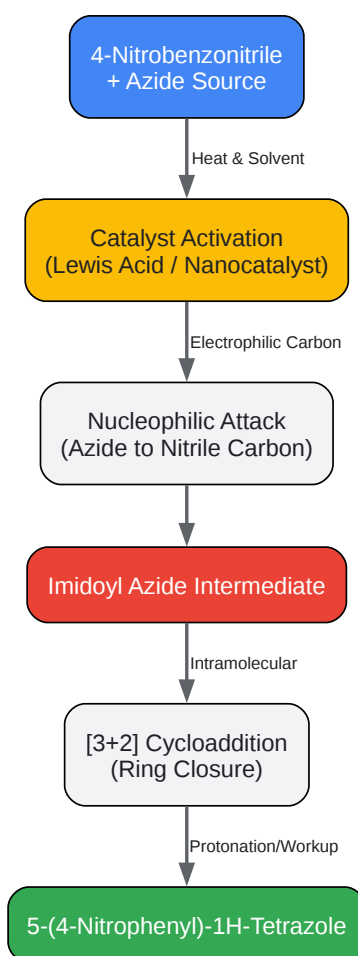 4-Nitrobenzonitrile
+ Azide Source
Heat & Solvent
Catalyst Activation
(Lewis Acid / Nanocatalyst)
Electrophilic Carbon
Nucleophilic Attack
(Azide to Nitrile Carbon)
Imidoyl Azide Intermediate
Intramolecular
[3+2] Cycloaddition
(Ring Closure)
Protonation/Workup
5-(4-Nitrophenyl)-1H-Tetrazole